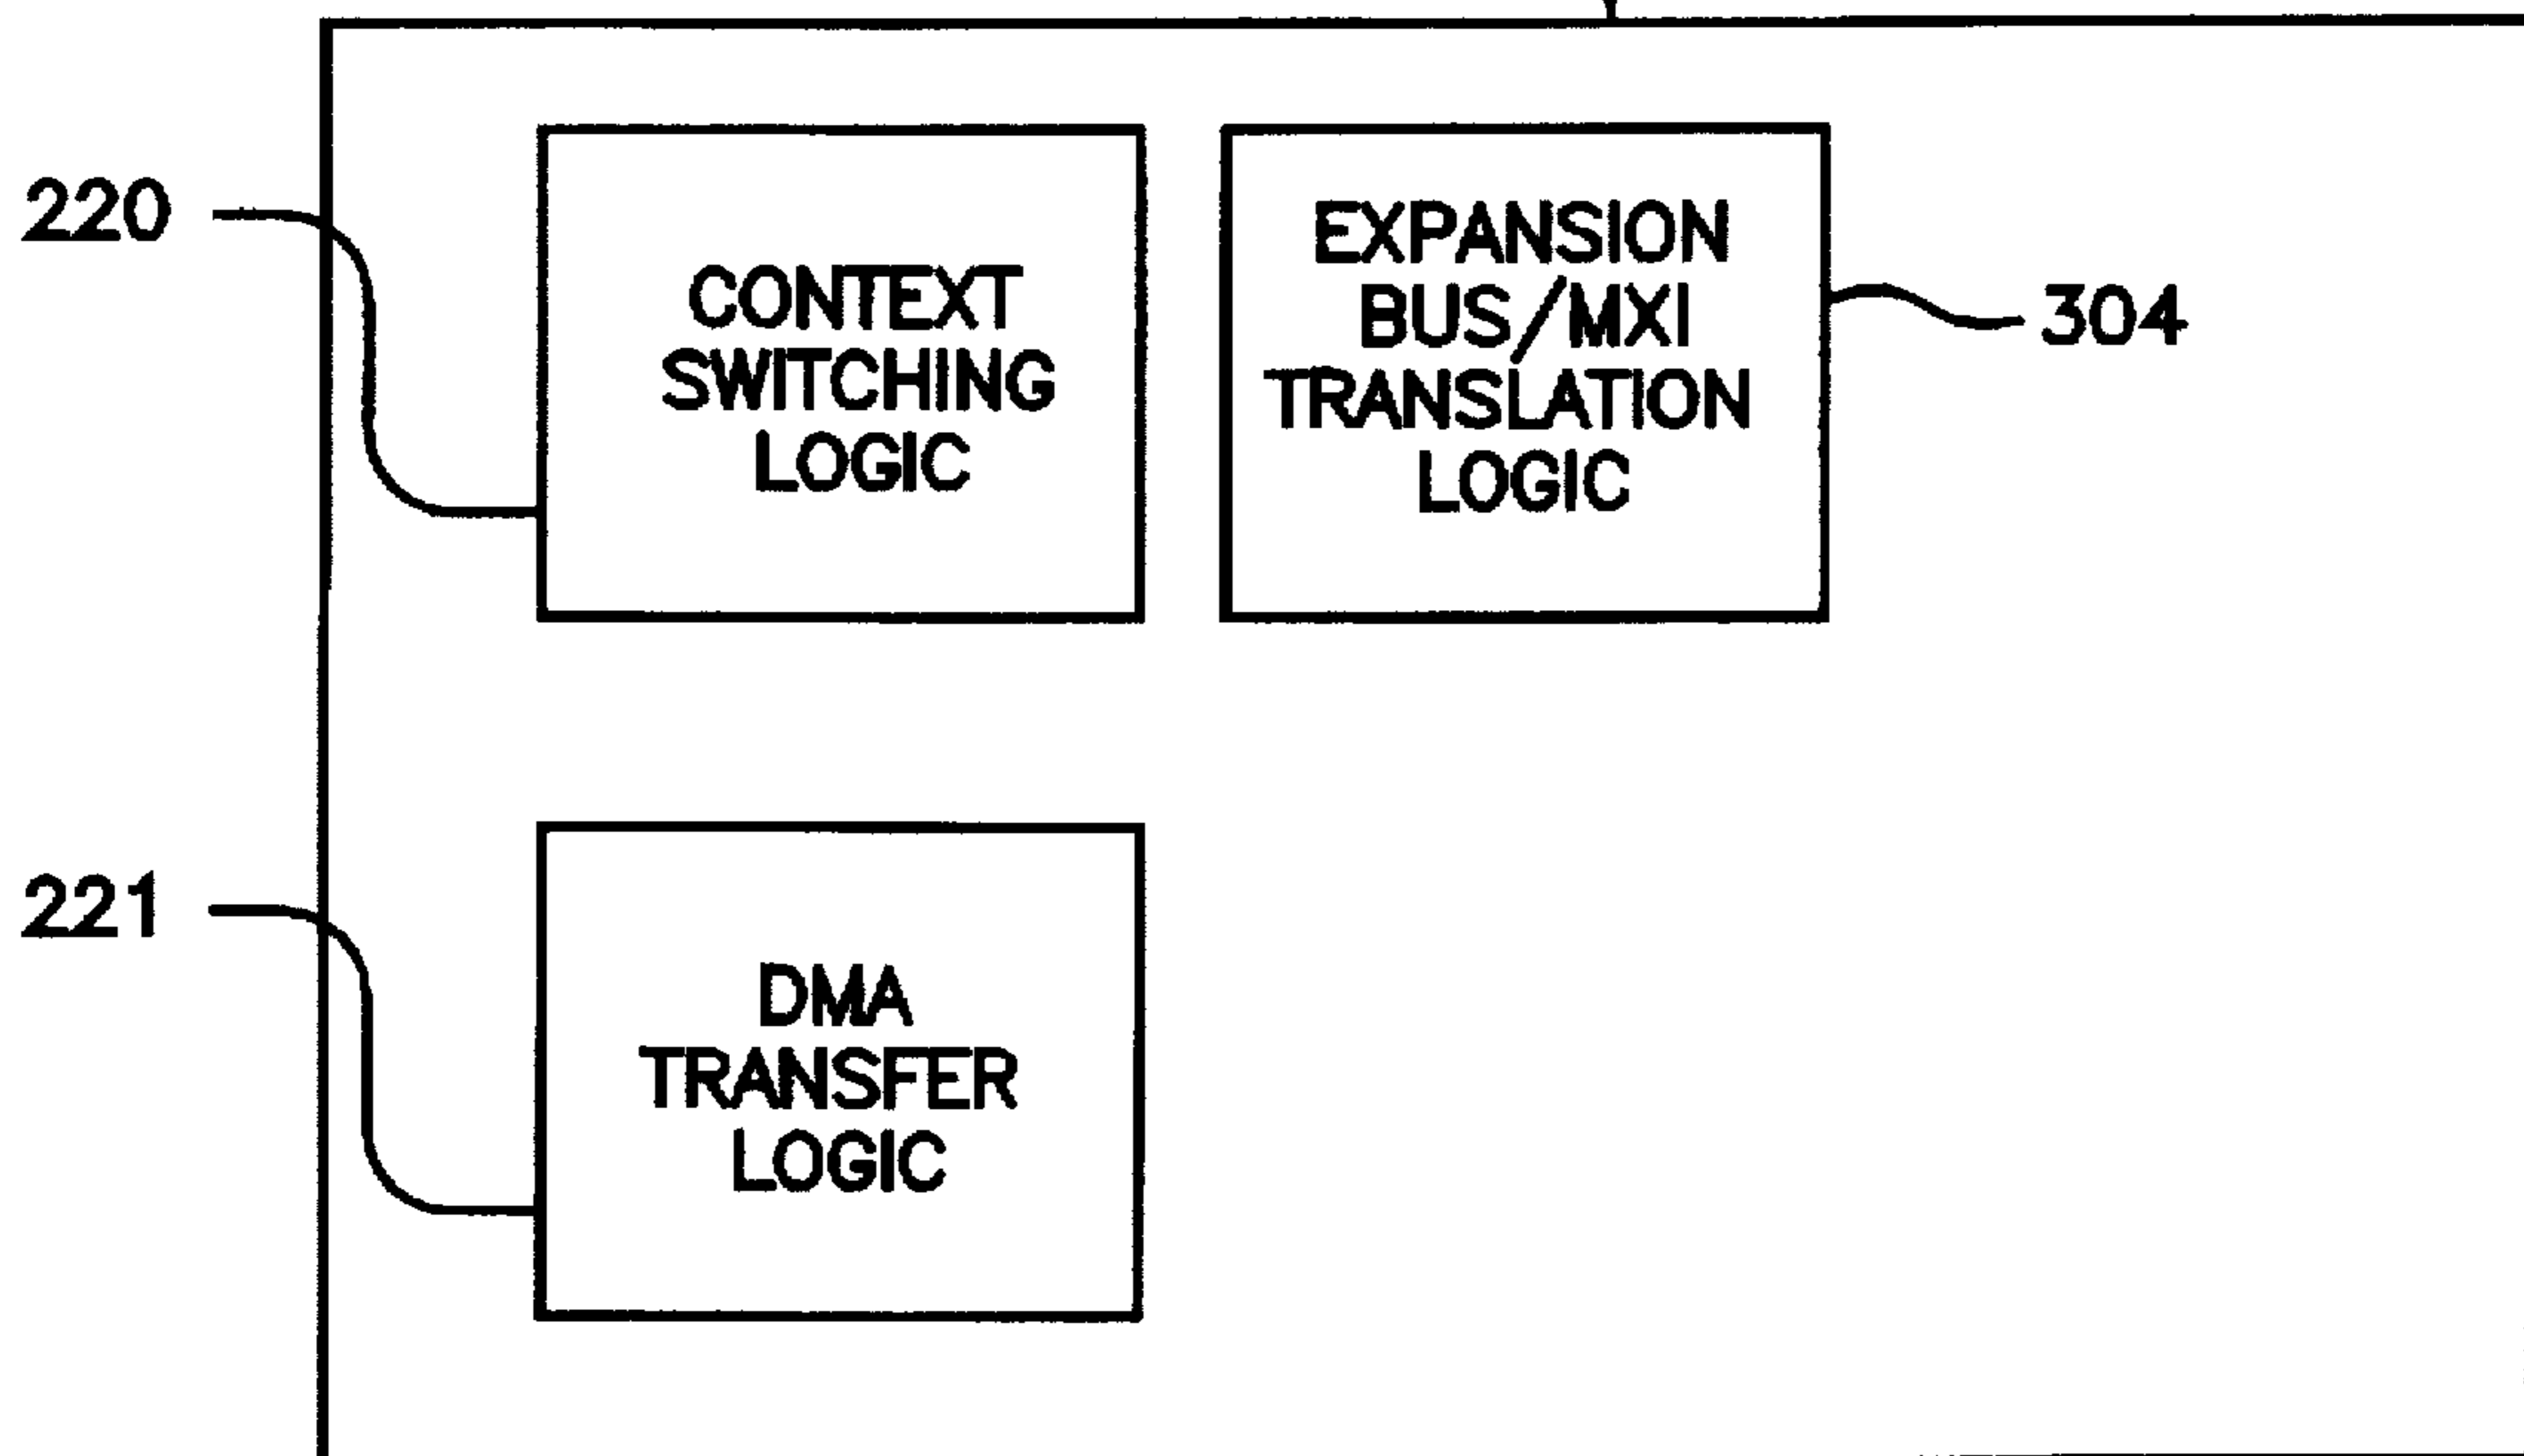 220
CONTEXT
SWITCHING
LOGIC
EXPANSION
BUS/MXI
TRANSLATION
LOGIC
304
221
DMA
TRANSFER
LOGIC